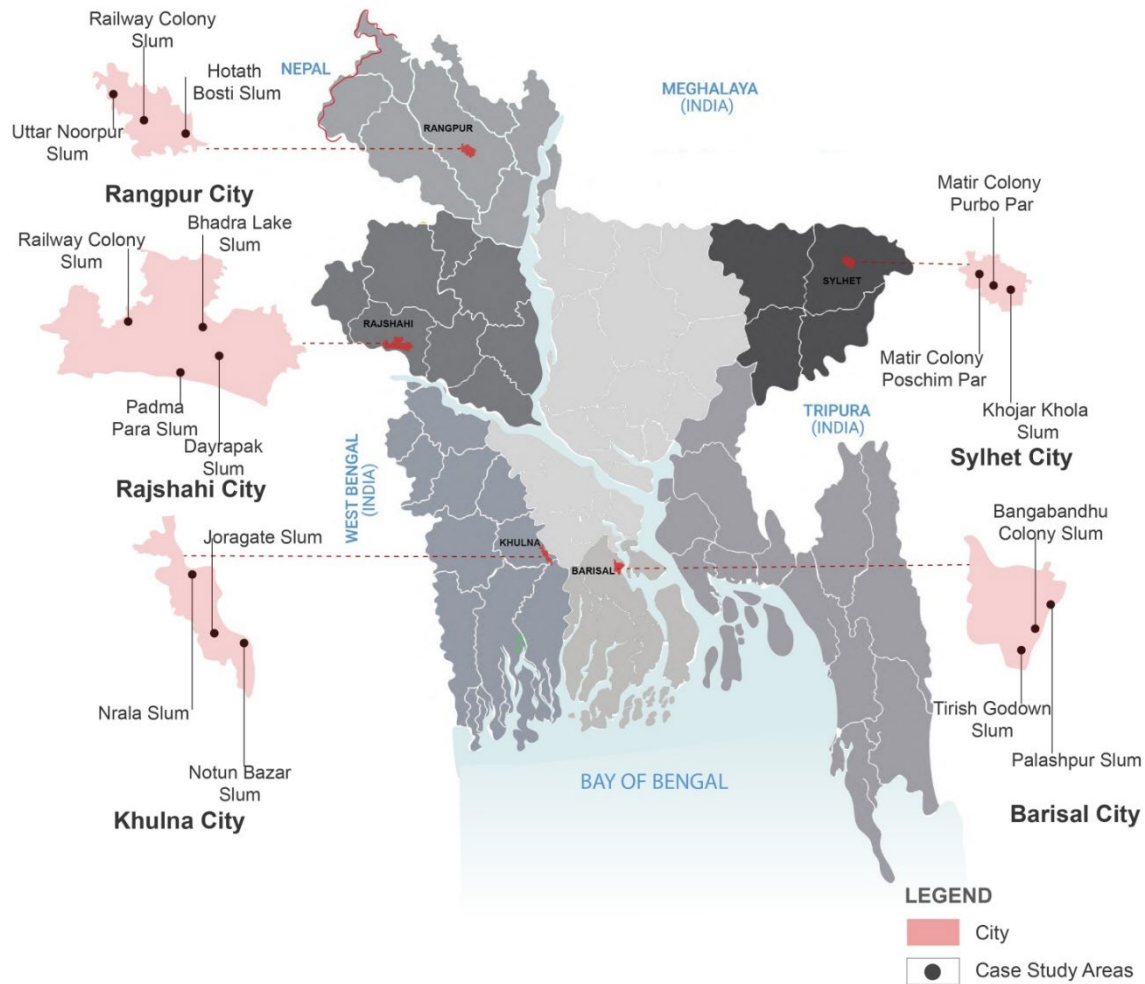 Railway Colony
Slum
Hotath
Bosti Slum
Uttar Noorpur
Slum
Rangpur City
NEPAL
MEGHALAYA
(INDIA)
RANGPUR
Railway Colony
Slum
Bhadra Lake
Slum
Padma
Para Slum
Dayrapak
Slum
Rajshahi City
RAJSHAHI
Matir Colony
Purbo Par
SYLHET
Matir Colony
Poschim Par
Khojar Khola
Slum
Sylhet City
TRIPURA
(INDIA)
WEST BENGAL
(INDIA)
Joragate Slum
Nrala Slum
Notun Bazar
Slum
Khulna City
KHULNA
BARISAL
Bangabandhu
Colony Slum
Tirish Godown
Slum
Palashpur Slum
Barisal City
BAY OF BENGAL
LEGEND
City
Case Study Areas